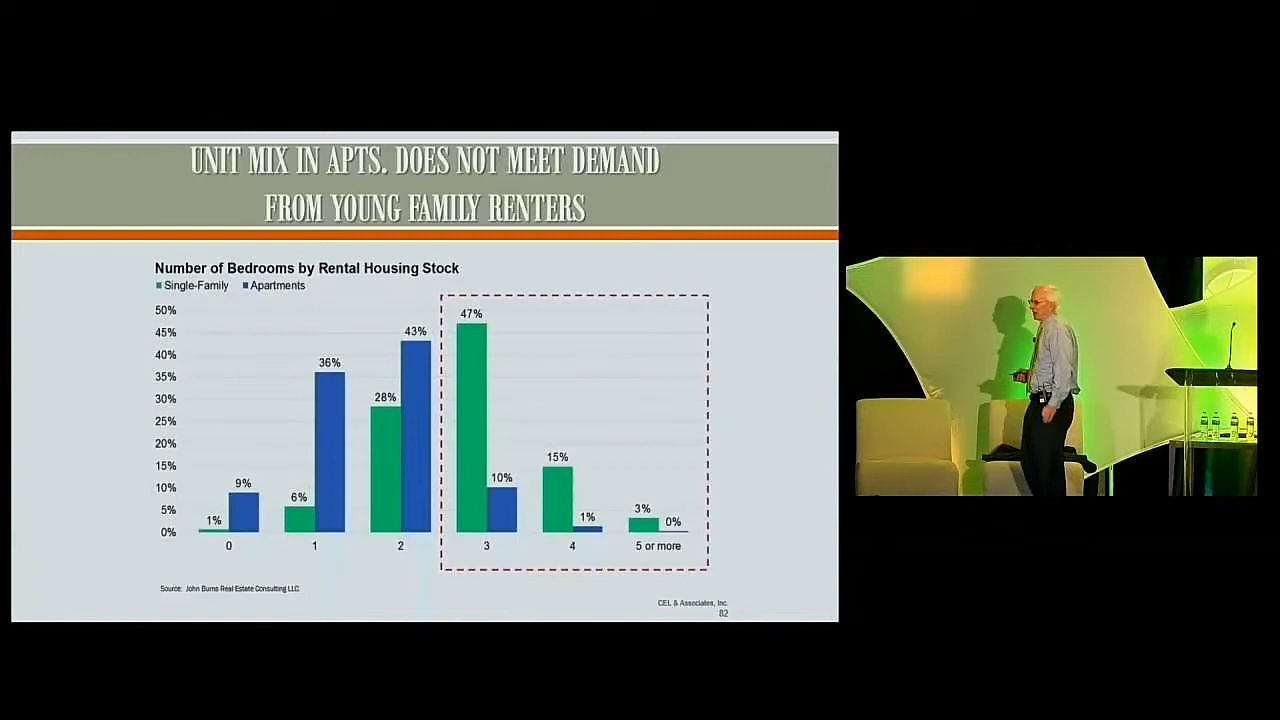 UNIT MIX IN APTS. DOES NOT MEET DEMAND
FROM YOUNG FAMILY RENTERS
Number of Bedrooms by Rental Housing Stock
Single-Family Apartments
50%
45%
40%
35%
30%
25%
20%
15%
10%
5%
0%
1% 9%
6% 36%
28% 43%
47% 10%
15% 1%
3% 0%
0 1 2 3 4 5 or more
Source: John Burns Real Estate Consulting LLC.
CEL & Associates, Inc.
82